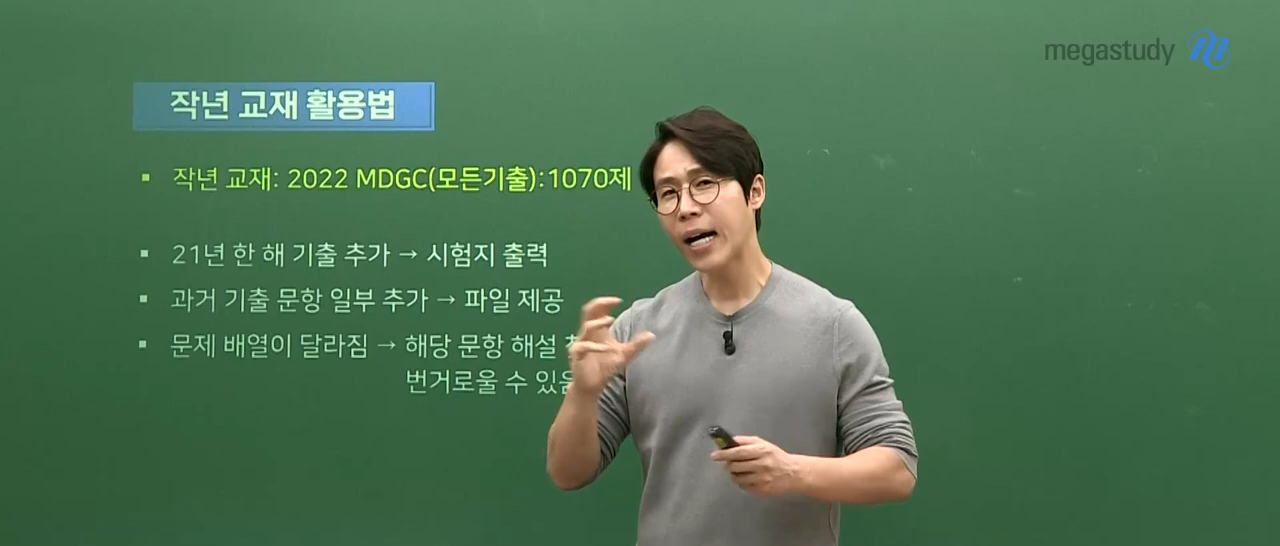 megastudy
작년 교재 활용법
▪ 작년 교재: 2022 MDGC(모든기출):1070제
▪ 21년 한 해 기출 추가 → 시험지 출력
▪ 과거 기출 문항 일부 추가 → 파일 제공
▪ 문제 배열이 달라짐 → 해당 문항 해설
번거로울 수 있음